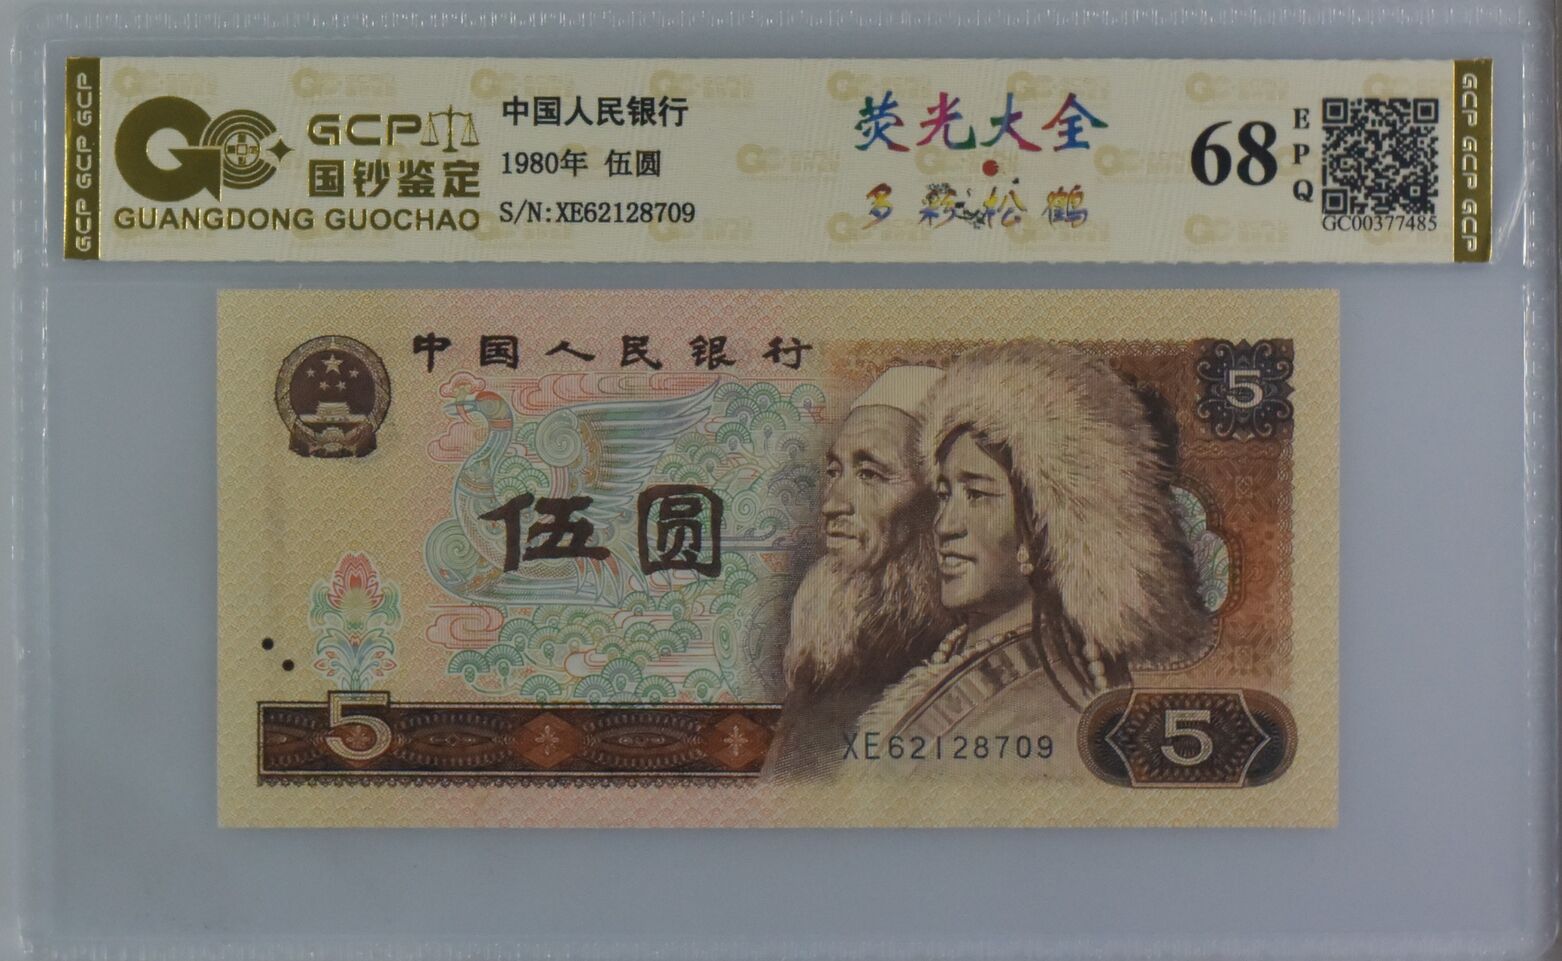 GCP GCP GCP
GCP
国钞鉴定
GUANGDONG GUOCHAO
中国人民银行
1980年 伍圆
S/N:XE62128709
荧光大全
多彩松鹤
68
EPQ
GC00377485
GCP GCP GCP
中国人民银行
5
伍圆
5
XE62128709
5